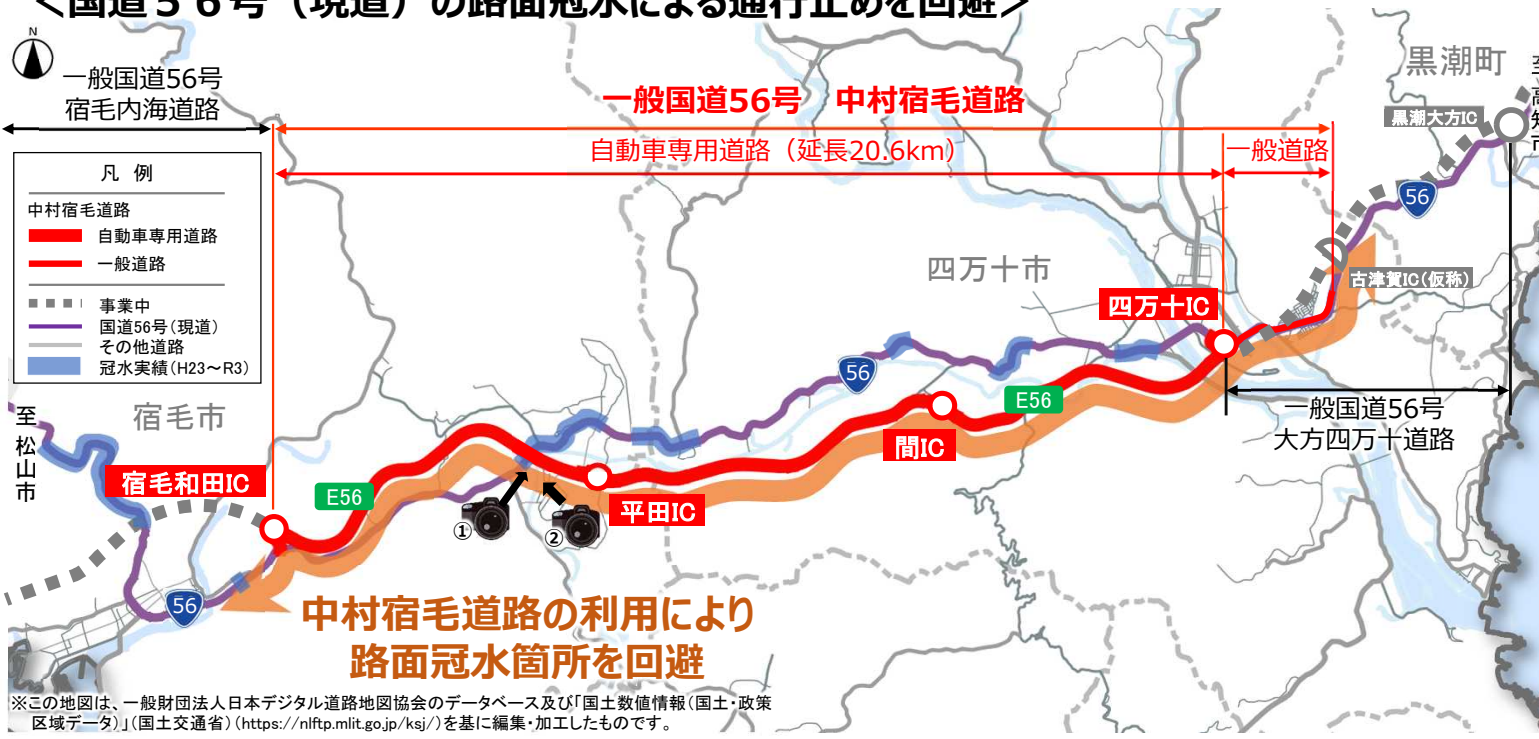 <国道56号(現道)の路面冠水による通行止めを回避>
N
一般国道56号
宿毛内海道路
一般国道56号 中村宿毛道路
自動車専用道路(延長20.6km)
一般道路
黒潮町
至高知市
黒潮大方IC
凡 例
中村宿毛道路
自動車専用道路
一般道路
事業中
国道56号(現道)
その他道路
冠水実績(H23~R3)
56
四万十市
古津賀IC(仮称)
四万十IC
56
E56
一般国道56号
大方四万十道路
間IC
至松山市
宿毛市
宿毛和田IC
E56
平田IC
①
②
56
中村宿毛道路の利用により
路面冠水箇所を回避
※この地図は、一般財団法人日本デジタル道路地図協会のデータベース及び「国土数値情報(国土・政策
区域データ)」(国土交通省)(https://nlftp.mlit.go.jp/ksj/)を基に編集・加工したものです。